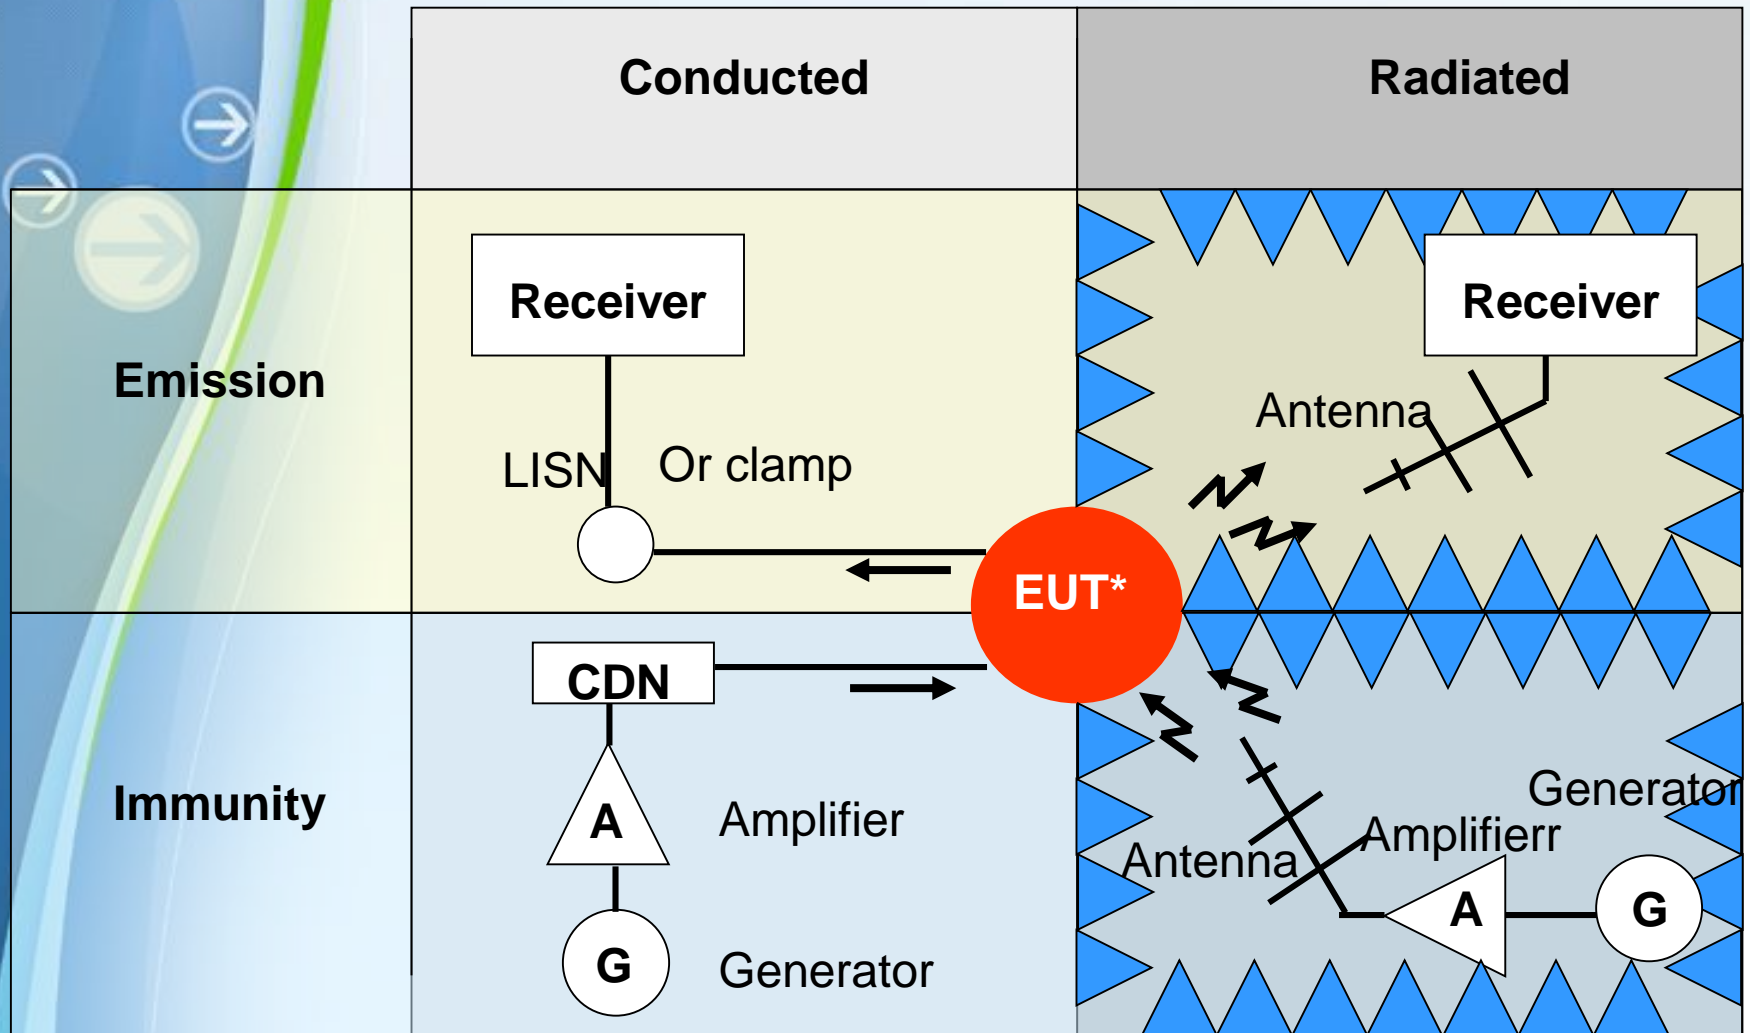 Conducted
Radiated
Emission
Receiver
LISN
Or clamp
Receiver
Antenna
EUT*
Immunity
CDN
A
Amplifier
G
Generator
Generator
Amplifierr
Antenna
A
G